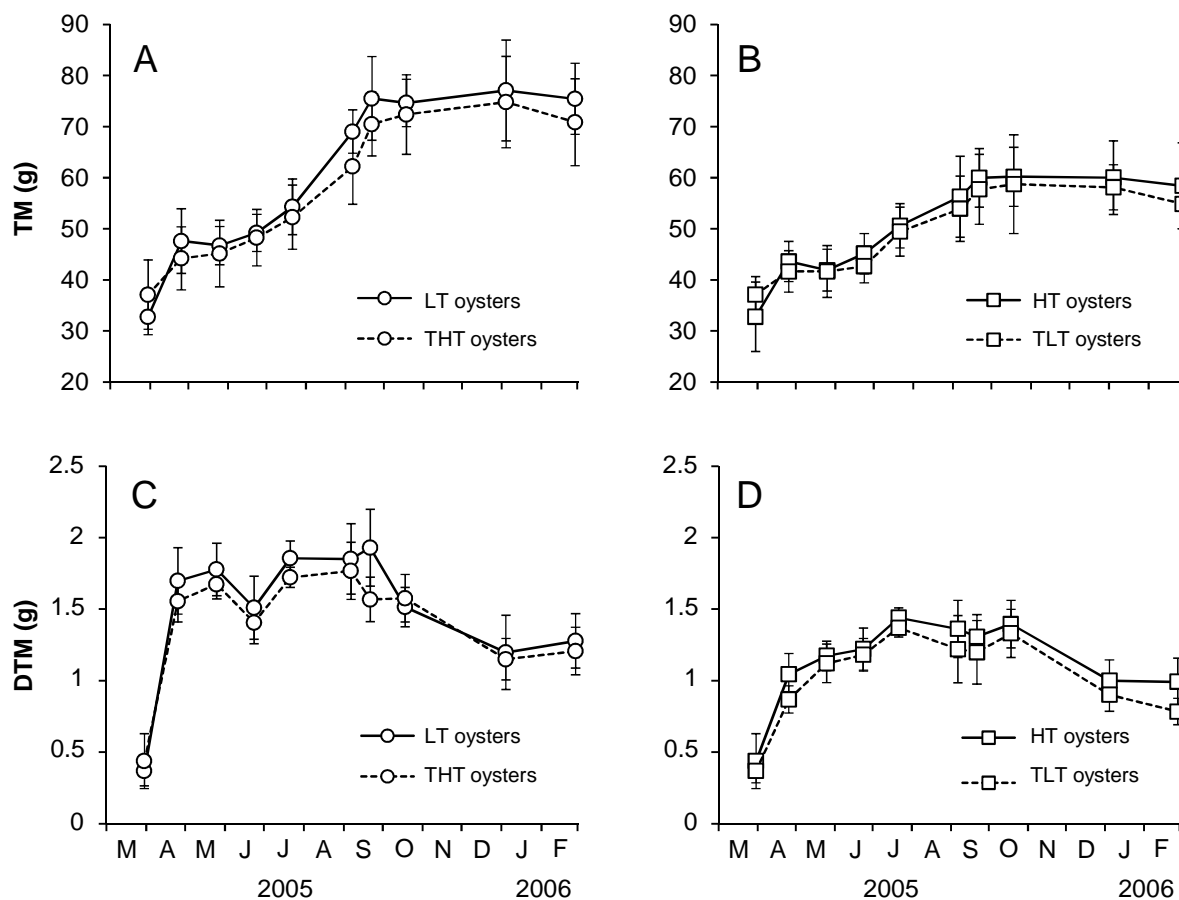 A
TM (g)
90
80
70
60
50
40
30
20
LT oysters
THT oysters
B
90
80
70
60
50
40
30
20
HT oysters
TLT oysters
C
DTM (g)
2.5
2
1.5
1
0.5
0
LT oysters
THT oysters
M A M J J A S O N D J F
2005 2006
D
2.5
2
1.5
1
0.5
0
HT oysters
TLT oysters
M A M J J A S O N D J F
2005 2006